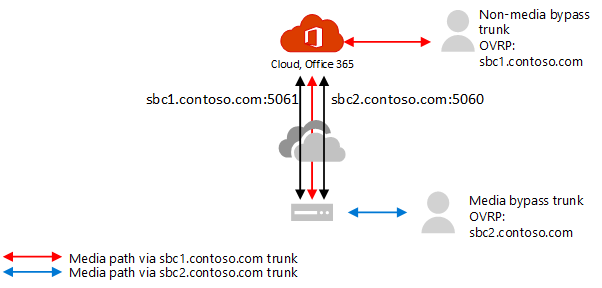 Non-media bypass
trunk
OVRP:
sbc1.contoso.com
Cloud, Office 365
sbc1.contoso.com:5061
sbc2.contoso.com:5060
Media bypass trunk
OVRP:
sbc2.contoso.com
Media path via sbc1.contoso.com trunk
Media path via sbc2.contoso.com trunk